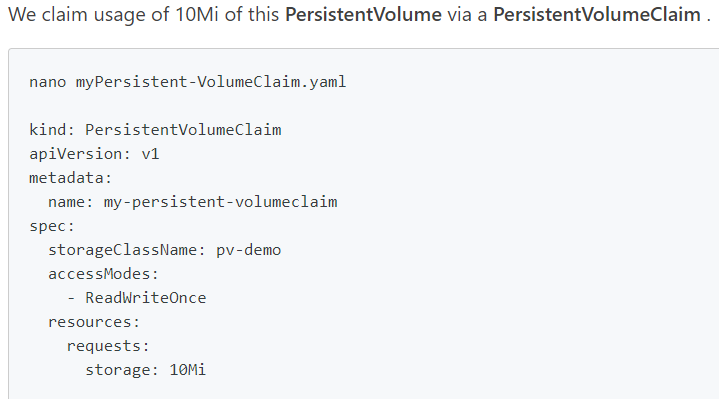 We claim usage of 10Mi of this PersistentVolume via a PersistentVolumeClaim .
nano myPersistent-VolumeClaim.yaml
kind: PersistentVolumeClaim
apiVersion: v1
metadata:
  name: my-persistent-volumeclaim
spec:
  storageClassName: pv-demo
  accessModes:
    - ReadWriteOnce
  resources:
    requests:
      storage: 10Mi